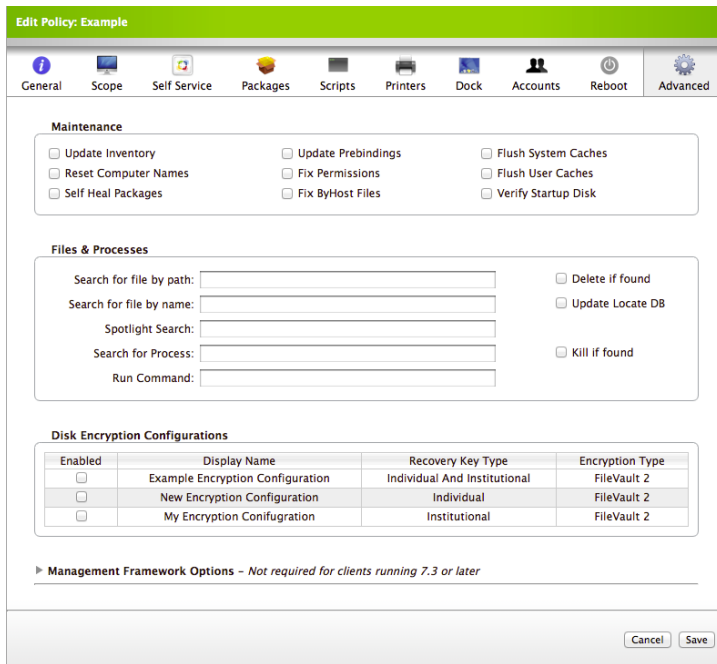 Edit Policy: Example
General Scope Self Service Packages Scripts Printers Dock Accounts Reboot Advanced
Maintenance
Update Inventory Update Prebindings Flush System Caches
Reset Computer Names Fix Permissions Flush User Caches
Self Heal Packages Fix ByHost Files Verify Startup Disk
Files & Processes
Search for file by path: Delete if found
Search for file by name: Update Locate DB
Spotlight Search:
Search for Process: Kill if found
Run Command:
Disk Encryption Configurations
Enabled Display Name Recovery Key Type Encryption Type
Example Encryption Configuration Individual And Institutional FileVault 2
New Encryption Configuration Individual FileVault 2
My Encryption Conifugration Institutional FileVault 2
Management Framework Options – Not required for clients running 7.3 or later
Cancel Save